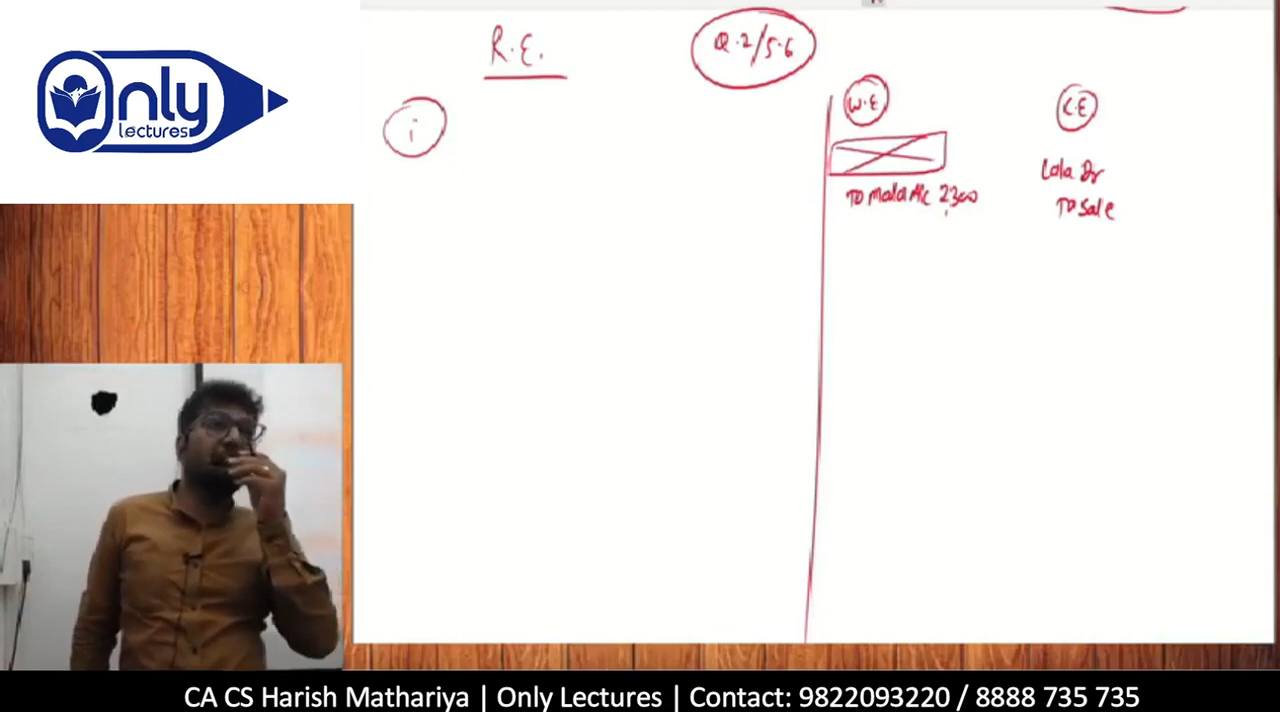 Only
lectures
R.E.
Q.2/5.6
i
W.E
C.E
To Mala A/c 2300
Lala Dr
To Sale
CA CS Harish Mathariya | Only Lectures | Contact: 9822093220 / 8888 735 735